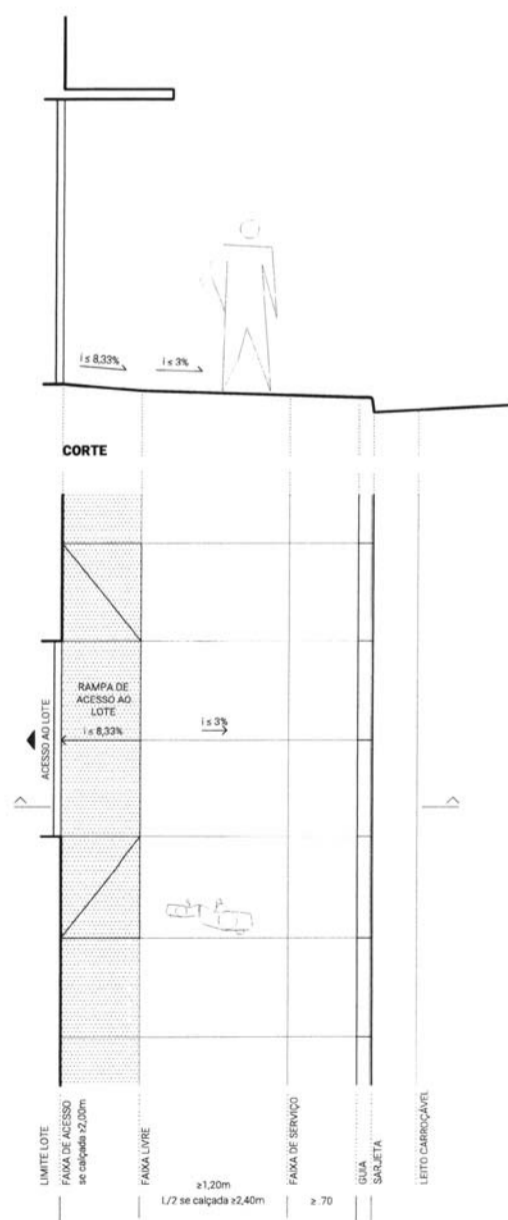 i ≤ 8,33%
i ≤ 3%
CORTE
RAMPA DE
ACESSO AO
LOTE
i ≤ 8,33%
i ≤ 3%
ACESSO AO LOTE
LIMITE LOTE
FAIXA DE ACESSO
se calçada ≥2,00m
FAIXA LIVRE
≥1,20m
L/2 se calçada ≥2,40m
FAIXA DE SERVIÇO
≥ .70
GUIA
SARJETA
LEITO CARROÇÁVEL